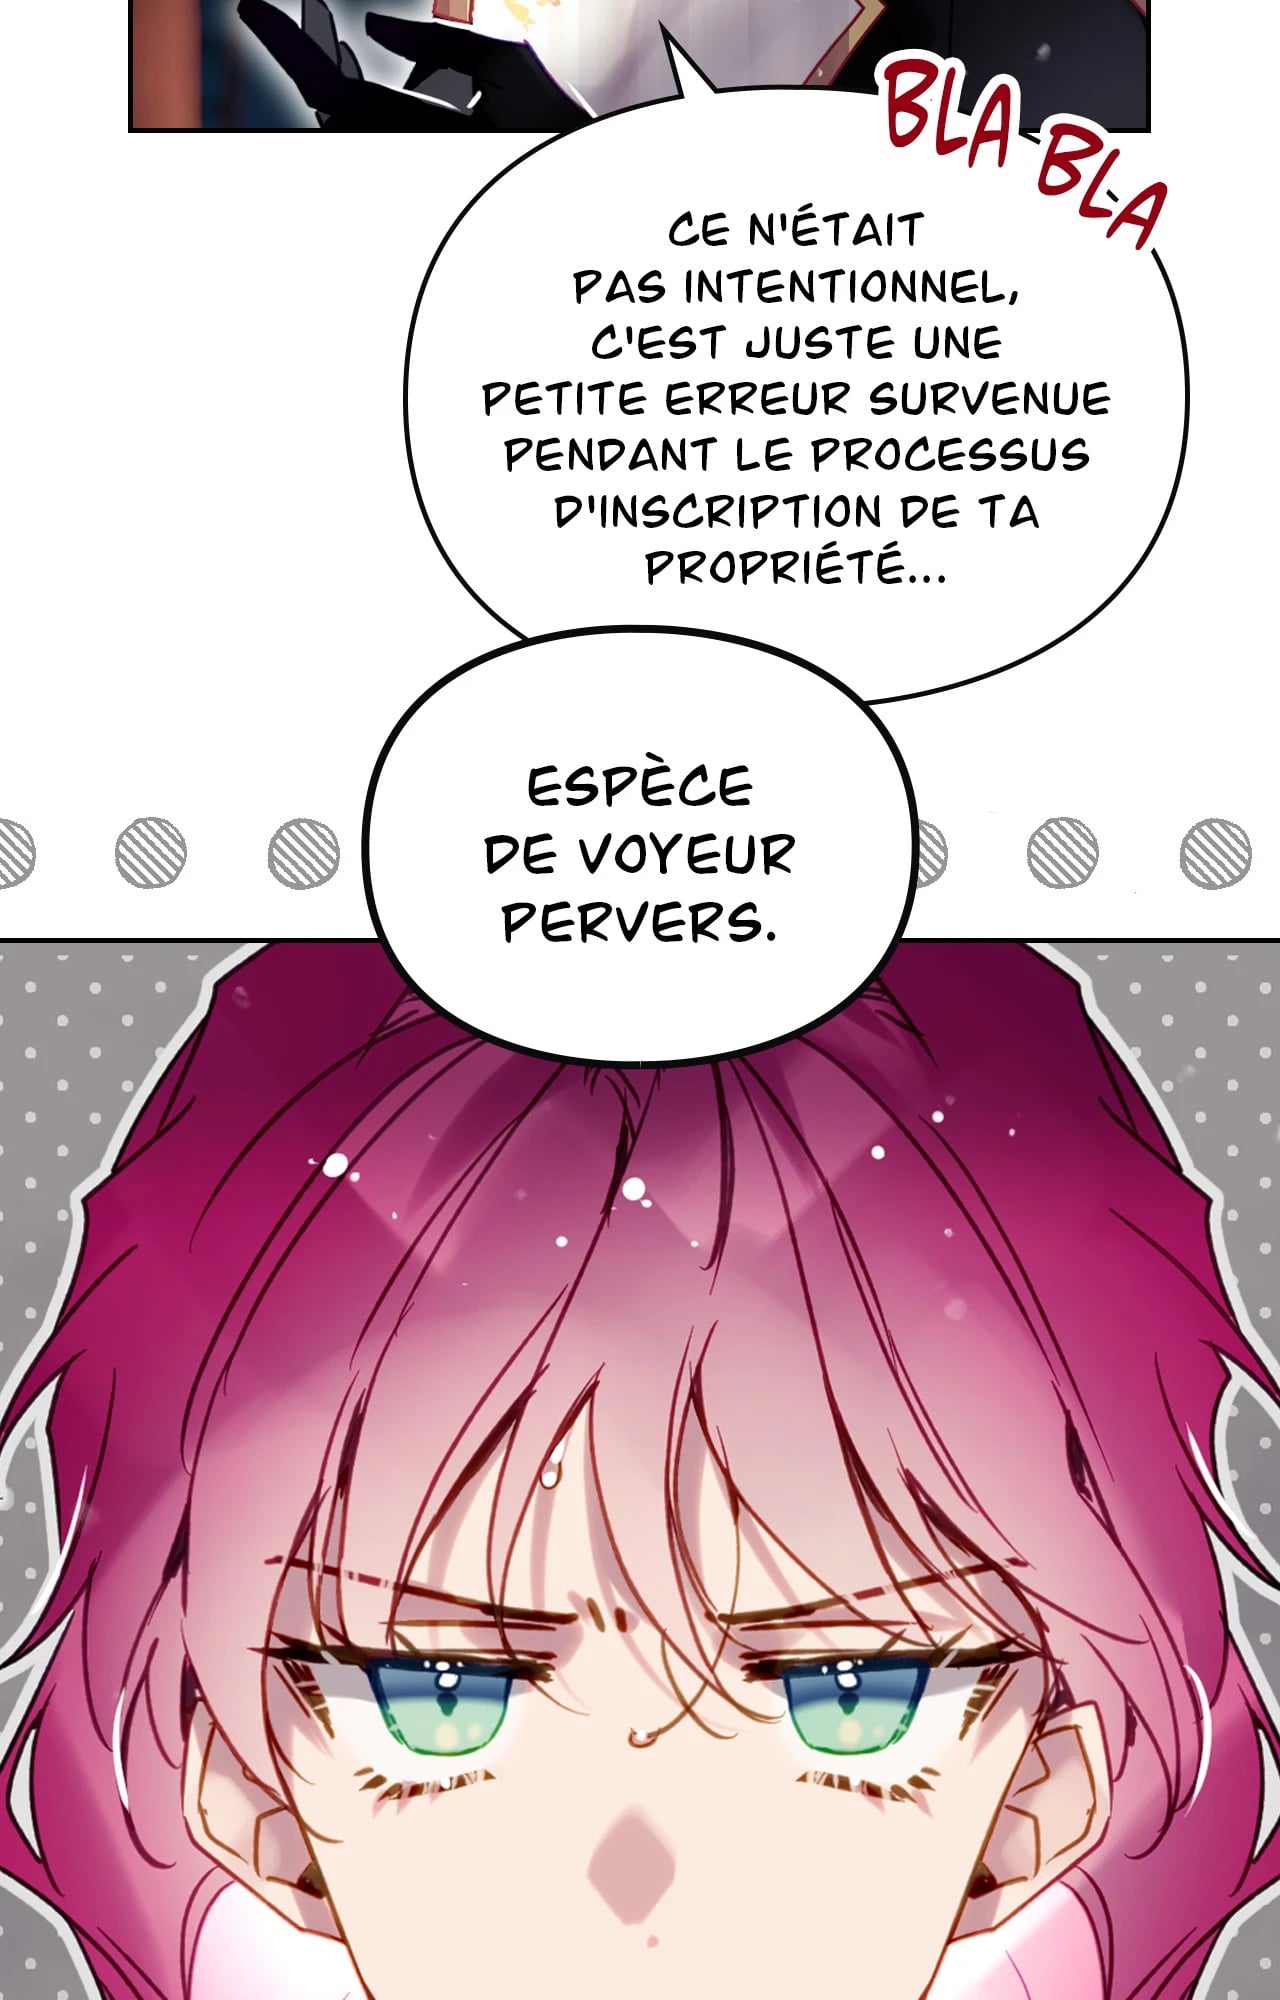 BLA BLA
CE N'ÉTAIT
PAS INTENTIONNEL,
C'EST JUSTE UNE
PETITE ERREUR SURVENUE
PENDANT LE PROCESSUS
D'INSCRIPTION DE TA
PROPRIÉTÉ...
ESPÈCE
DE VOYEUR
PERVERS.